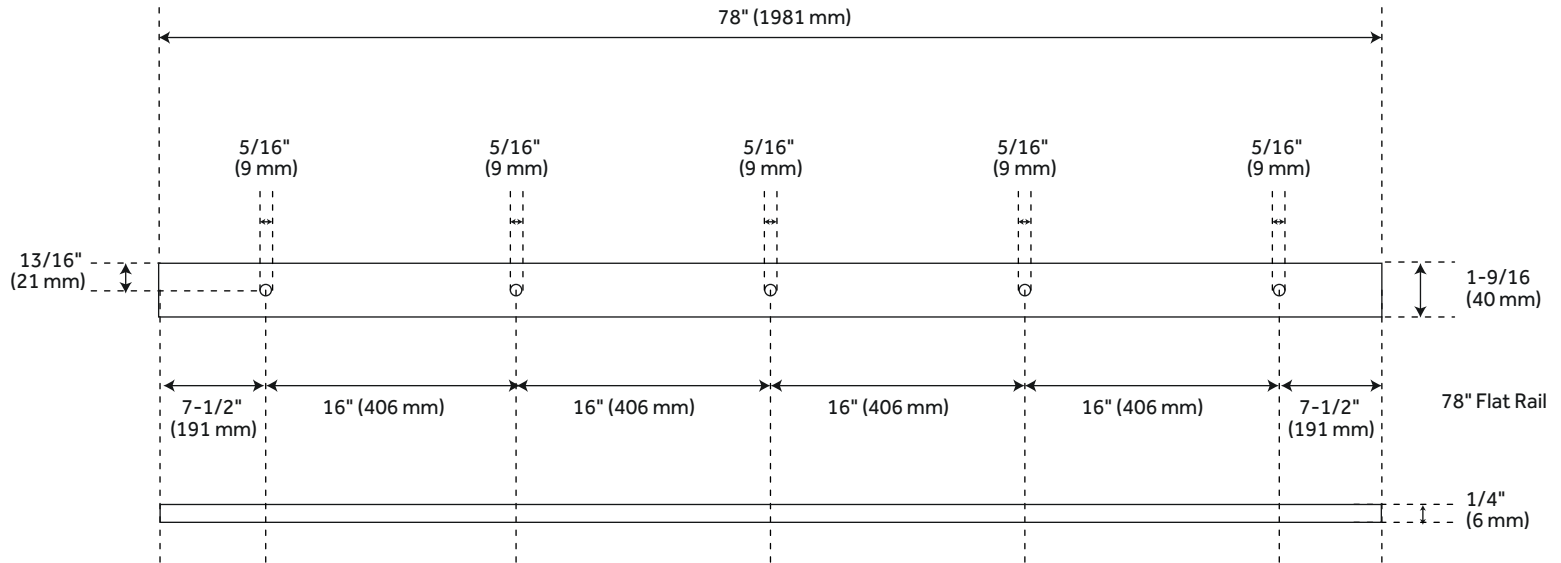 78" (1981 mm)
5/16"
(9 mm)
5/16"
(9 mm)
5/16"
(9 mm)
5/16"
(9 mm)
5/16"
(9 mm)
13/16"
(21 mm)
1-9/16
(40 mm)
7-1/2"
(191 mm)
16" (406 mm)
16" (406 mm)
16" (406 mm)
16" (406 mm)
7-1/2"
(191 mm)
78" Flat Rail
1/4"
(6 mm)